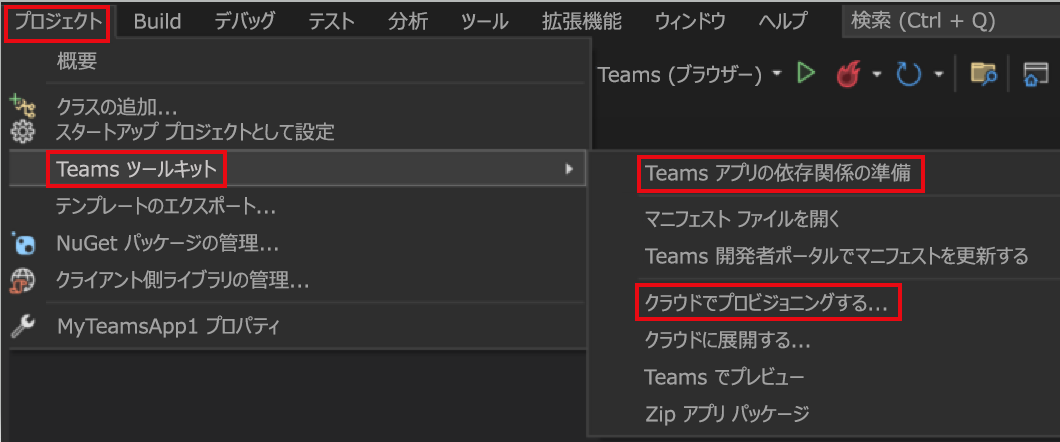 プロジェクト Build デバッグ テスト 分析 ツール 拡張機能 ウィンドウ ヘルプ 検索 (Ctrl + Q)
概要
Teams (ブラウザー)
クラスの追加...
スタートアップ プロジェクトとして設定
Teams ツールキット
テンプレートのエクスポート...
NuGet パッケージの管理...
クライアント側ライブラリの管理...
MyTeamsApp1 プロパティ
Teams アプリの依存関係の準備
マニフェスト ファイルを開く
Teams 開発者ポータルでマニフェストを更新する
クラウドでプロビジョニングする...
クラウドに展開する...
Teams でプレビュー
Zip アプリ パッケージ